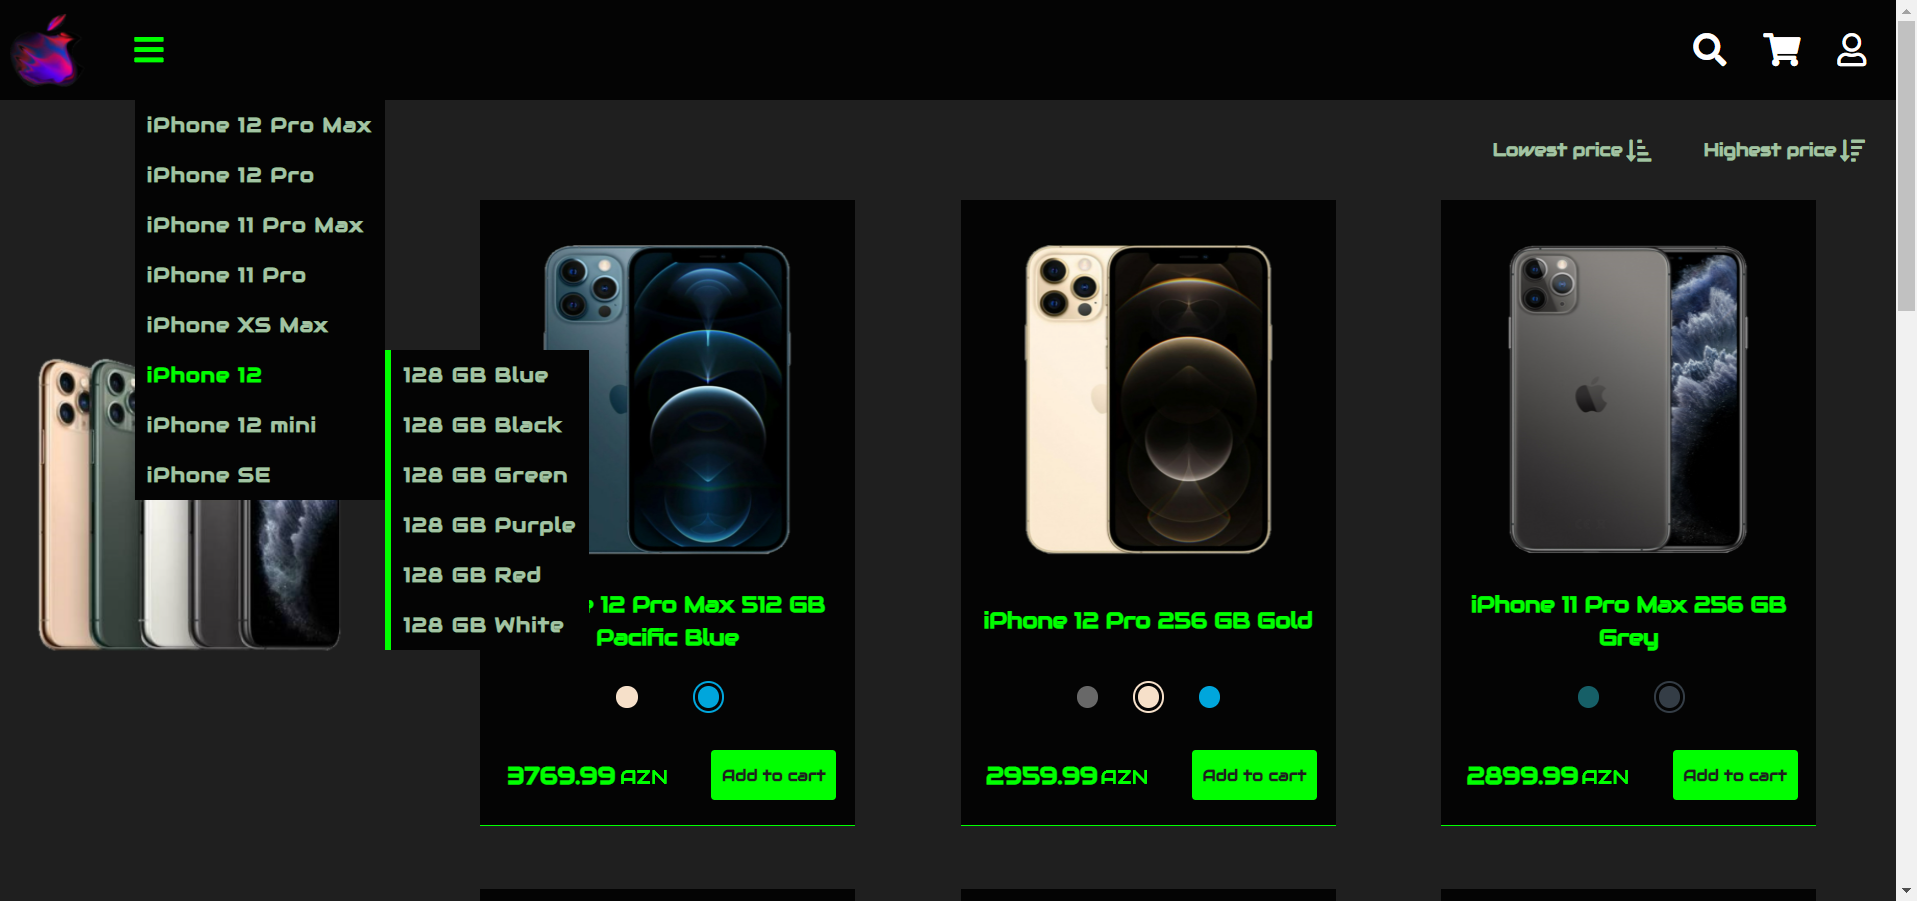 iPhone 12 Pro Max
iPhone 12 Pro
iPhone 11 Pro Max
iPhone 11 Pro
iPhone XS Max
iPhone 12
iPhone 12 mini
iPhone SE
128 GB Blue
128 GB Black
128 GB Green
128 GB Purple
128 GB Red
128 GB White
Lowest price
Highest price
12 Pro Max 512 GB
Pacific Blue
3769.99 AZN
Add to cart
iPhone 12 Pro 256 GB Gold
2959.99 AZN
Add to cart
iPhone 11 Pro Max 256 GB
Grey
2899.99 AZN
Add to cart